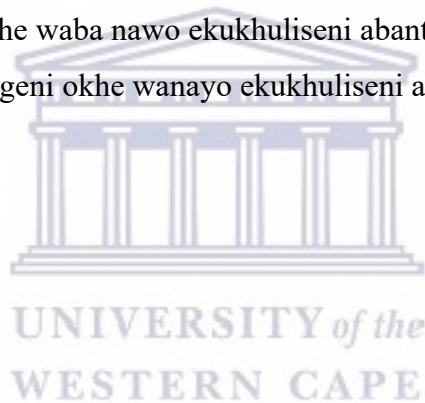 he waba nawo ekukhuliseni abant
geni okhe wanayo ekukhuliseni a
UNIVERSITY of the
WESTERN CAPE